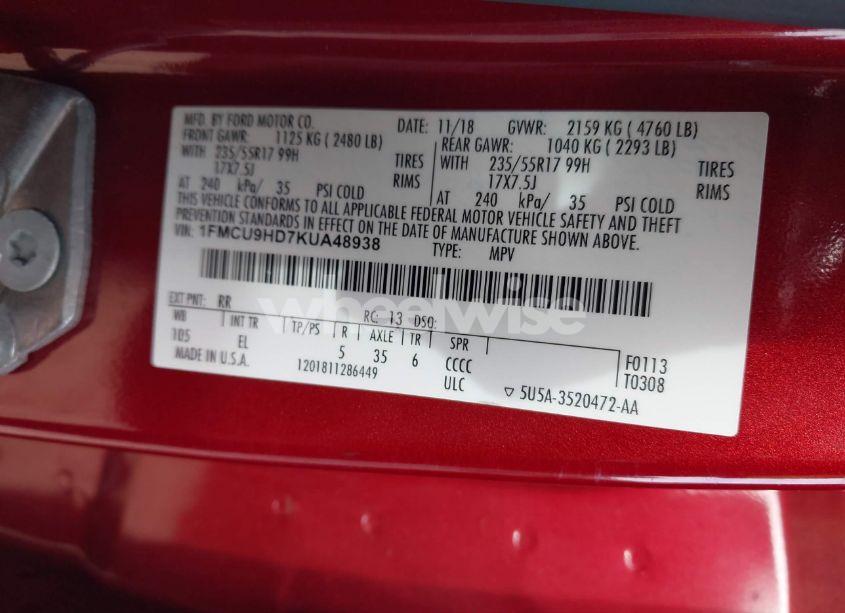 MFD. BY FORD MOTOR CO. DATE: 11/18 GVWR: 2159 KG ( 4760 LB)
FRONT GAWR: 1125 KG ( 2480 LB) REAR GAWR: 1040 KG ( 2293 LB)
WITH 235/55R17 99H TIRES WITH 235/55R17 99H TIRES
17X7.5J RIMS 17X7.5J RIMS
AT 240 kPa/ 35 PSI COLD AT 240 kPa/ 35 PSI COLD
THIS VEHICLE CONFORMS TO ALL APPLICABLE FEDERAL MOTOR VEHICLE SAFETY AND THEFT
PREVENTION STANDARDS IN EFFECT ON THE DATE OF MANUFACTURE SHOWN ABOVE.
VIN: 1FMCU9HD7KUA48938 TYPE: MPV
wheelwise
EXT PNT: RR RC: 13 DSO:
WB INT TR TP/PS R AXLE TR SPR
105 EL 5 35 6 CCCC F0113
MADE IN U.S.A. 1201811286449 ULC T0308
▽ 5U5A-3520472-AA